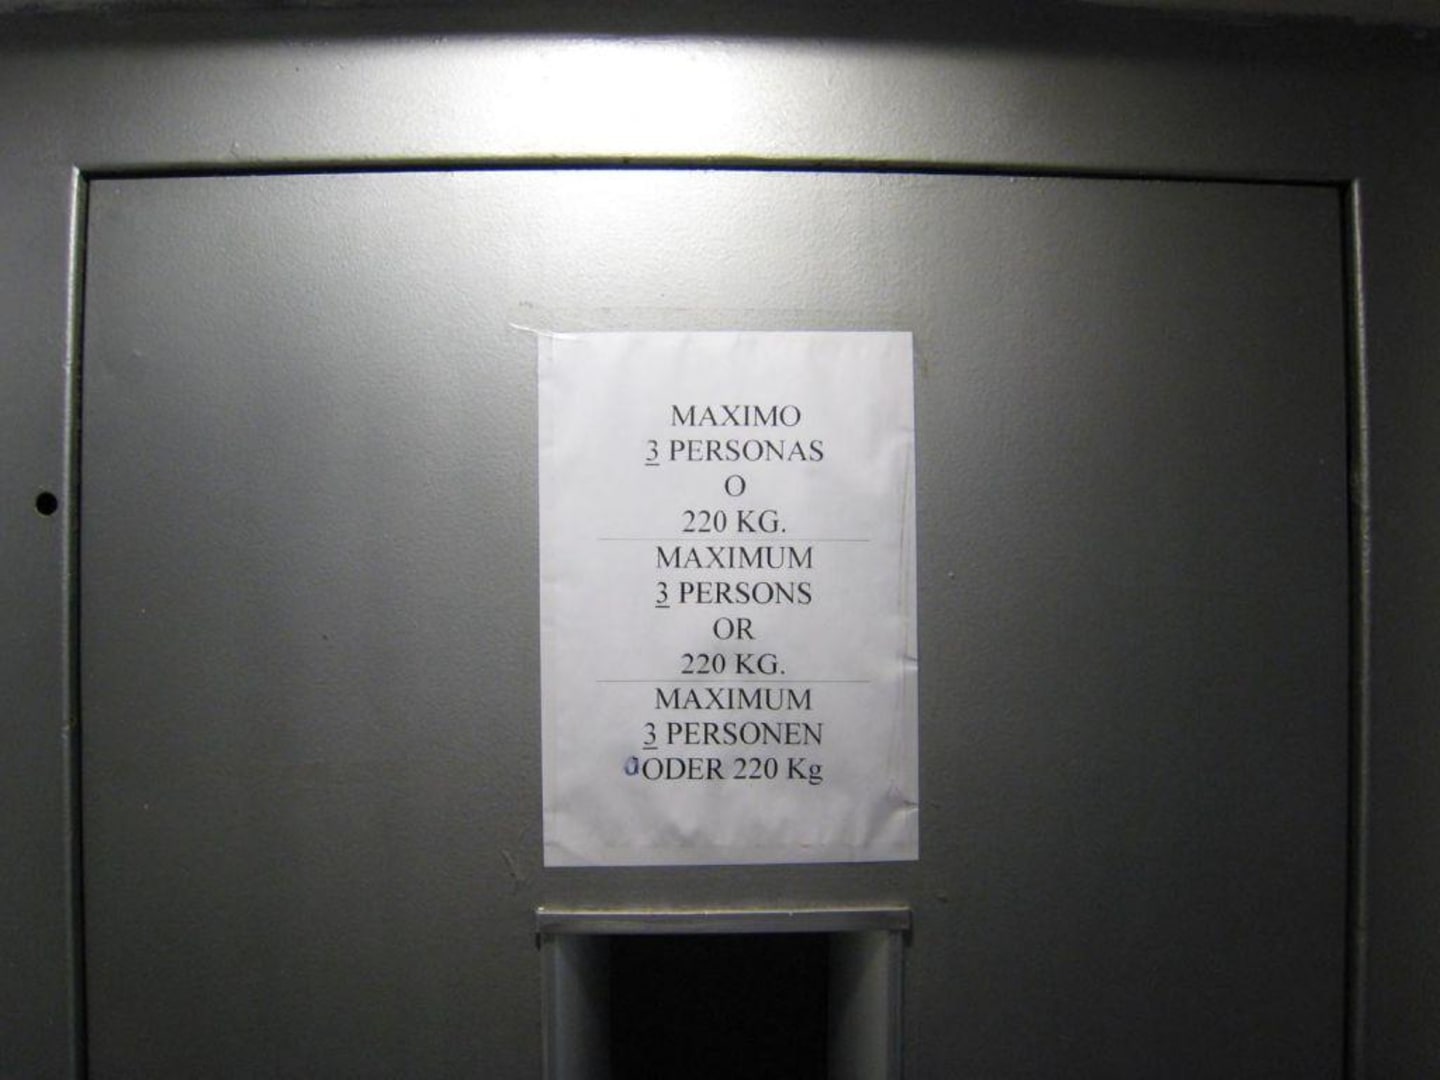 MAXIMO
3 PERSONAS
O
220 KG.
MAXIMUM
3 PERSONS
OR
220 KG.
MAXIMUM
3 PERSONEN
ODER 220 Kg